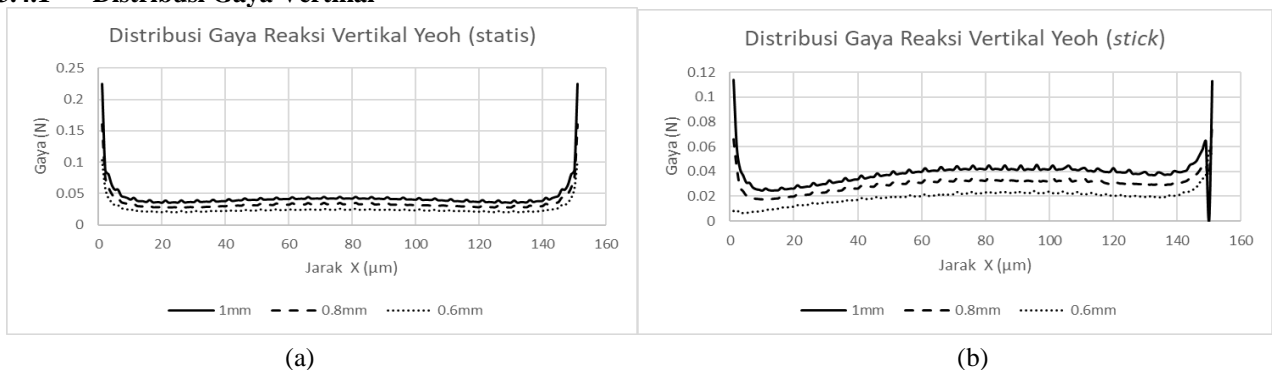 Distribusi Gaya Vertikal
Distribusi Gaya Reaksi Vertikal Yeoh (statis)
0.25
0.2
0.15
0.1
0.05
0
Gaya (N)
0 20 40 60 80 100 120 140 160
Jarak X (µm)
1mm 0.8mm 0.6mm
(a)
Distribusi Gaya Reaksi Vertikal Yeoh (stick)
0.12
0.1
0.08
0.06
0.04
0.02
0
Gaya (N)
0 20 40 60 80 100 120 140 160
Jarak X (µm)
1mm 0.8mm 0.6mm
(b)